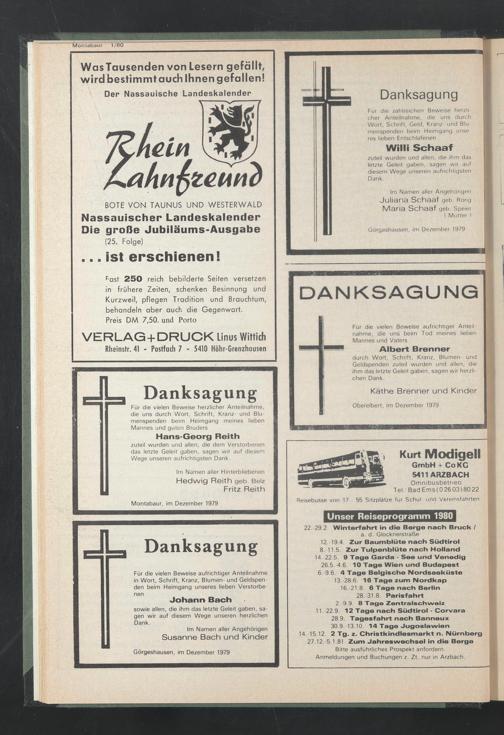 Montabaur 1/80
Was Tausenden von Lesern gefällt,
wird bestimmt auch Ihnen gefallen!
Der Nassauische Landeskalender
Rhein
Lahnfreund
BOTE VON TAUNUS UND WESTERWALD
Nassauischer Landeskalender
Die große Jubiläums-Ausgabe
(25. Folge)
... ist erschienen!
Fast 250 reich bebilderte Seiten versetzen
in frühere Zeiten, schenken Besinnung und
Kurzweil, pflegen Tradition und Brauchtum,
behandeln aber auch die Gegenwart.
Preis DM 7,50. und Porto
VERLAG+DRUCK Linus Wittich
Rheinstr. 41 - Postfach 7 - 5410 Höhr-Grenzhausen
Danksagung
Für die vielen Beweise herzlicher Anteilnahme,
die uns durch Wort, Schrift, Kranz- und Blu-
menspenden beim Heimgang meines lieben
Mannes und guten Bruders
Hans-Georg Reith
zuteil wurden und allen, die dem Verstorbenen
das letzte Geleit gaben, sagen wir auf diesem
Wege unseren aufrichtigsten Dank.
Im Namen aller Hinterbliebenen
Hedwig Reith geb. Belz
Fritz Reith
Montabaur, im Dezember 1979
Danksagung
Für die vielen Beweise aufrichtiger Anteilnahme
in Wort, Schrift, Kranz, Blumen- und Geldspen-
den beim Heimgang unseres lieben Verstorbe-
nen
Johann Bach
sowie allen, die ihm das letzte Geleit gaben, sa-
gen wir auf diesem Wege unseren herzlichen
Dank.
Im Namen aller Angehörigen
Susanne Bach und Kinder
Görgeshausen, im Dezember 1979
Danksagung
Für die zahlreichen Beweise herzli-
cher Anteilnahme, die uns durch
Wort, Schrift, Geld, Kranz- und Blu-
menspenden beim Heimgang unse-
res lieben Entschlafenen
Willi Schaaf
zuteil wurden und allen, die ihm das
letzte Geleit gaben, sagen wir auf
diesem Wege unseren aufrichtigsten
Dank.
Im Namen aller Angehörigen
Juliana Schaaf geb. Rörig
Maria Schaaf geb. Speier
( Mutter )
Görgeshausen, im Dezember 1979
DANKSAGUNG
Für die vielen Beweise aufrichtiger Anteil-
nahme, die uns beim Tod meines lieben
Mannes und Vaters
Albert Brenner
durch Wort, Schrift, Kranz, Blumen- und
Geldspenden zuteil wurden und allen, die
ihm das letzte Geleit gaben, sagen wir herzli-
chen Dank.
Käthe Brenner und Kinder
Oberelbert, im Dezember 1979
Kurt Modigell
GmbH + Co KG
5411 ARZBACH
Omnibusbetrieb
Tel. Bad Ems (02603) 8022
Reisebusse von 17 - 55 Sitzplätze für Schul- und Vereinsfahrten
Unser Reiseprogramm 1980
22.-29.2. Winterfahrt in die Berge nach Bruck /
a. d. Glocknerstraße
12.-19.4. Zur Baumblüte nach Südtirol
8.-11.5. Zur Tulpenblüte nach Holland
14.-22.5. 9 Tage Garda - See und Venedig
26.5.-4.6. 10 Tage Wien und Budapest
6.-9.6. 4 Tage Belgische Nordseeküste
13.-28.6. 16 Tage zum Nordkap
16.-21.8. 6 Tage nach Berlin
28.-31.8. Parisfahrt
2.-9.9. 8 Tage Zentralschweiz
11.-22.9. 12 Tage nach Südtirol - Corvara
28.9. Tagesfahrt nach Banneux
30.9.-13.10. 14 Tage Jugoslawien
14.-15.12. 2 Tg. z. Christkindlesmarkt n. Nürnberg
27.12.-5.1.81 Zum Jahreswechsel in die Berge
Bitte ausführliches Prospekt anfordern.
Anmeldungen und Buchungen z. Zt. nur in Arzbach.